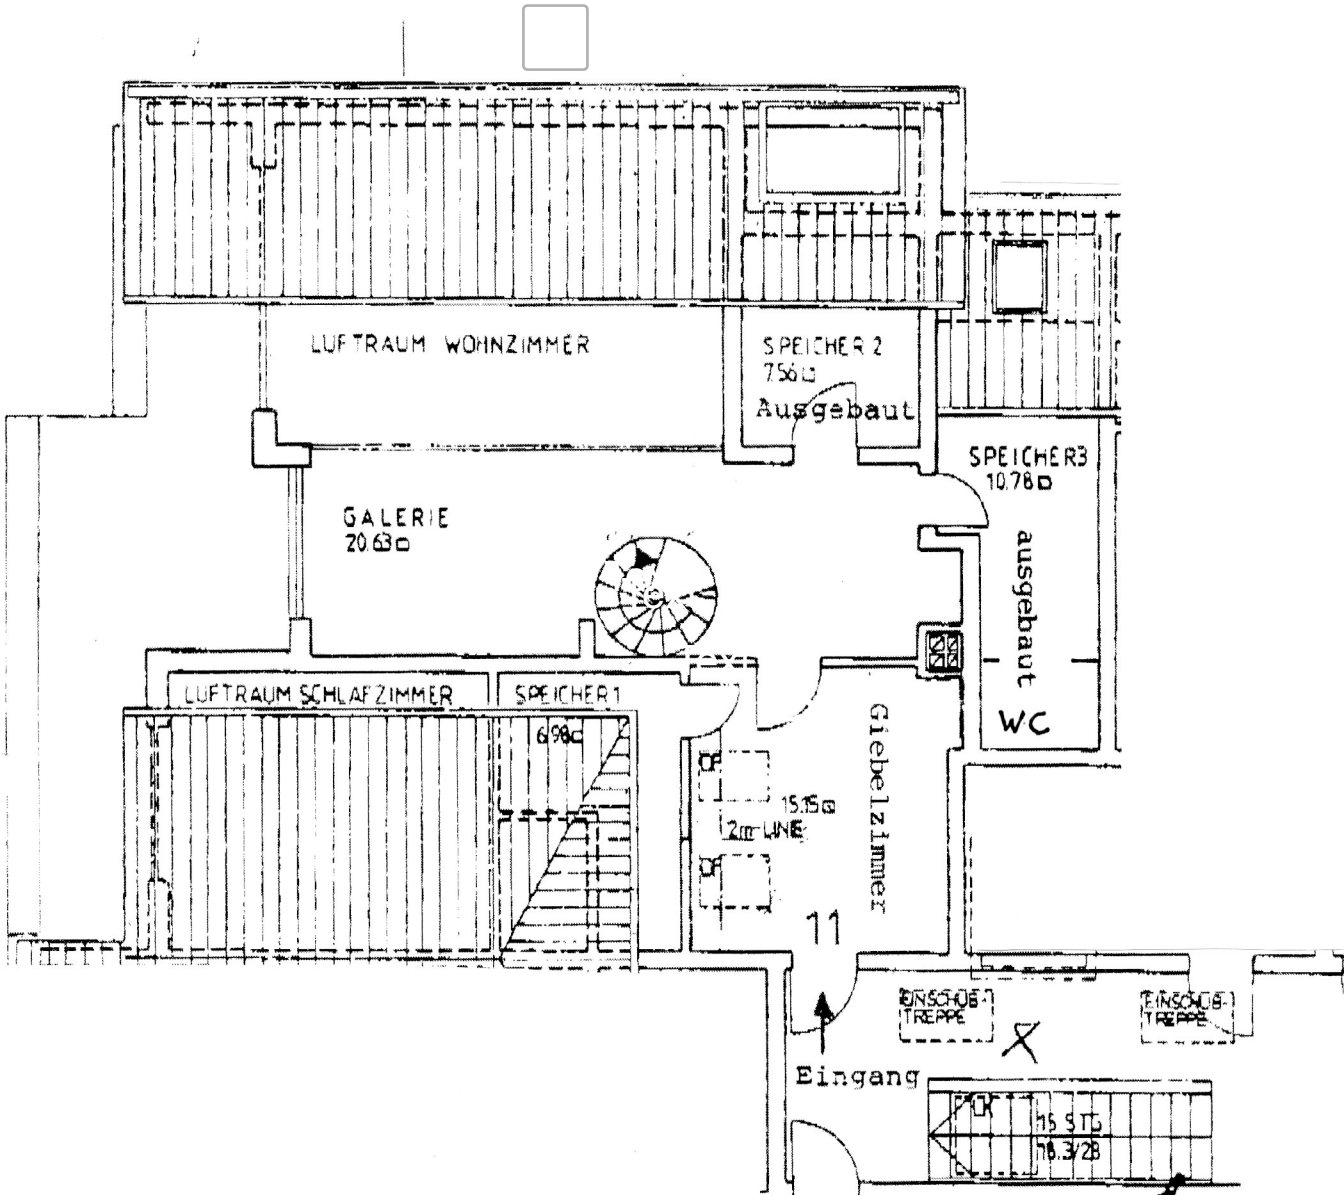 LUFTRAUM WOHNZIMMER
SPEICHER 2
7.56
Ausgebaut
SPEICHER3
10.78
ausgebaut
WC
GALERIE
20.63
LUFTRAUM SCHLAFZIMMER
SPEICHER 1
6.98
Giebelzimmer
15.15
2m LINIE
11
Eingang
EINSCHUB-
TREPPE
EINSCHUB-
TREPPE
15 STG
18.3/28